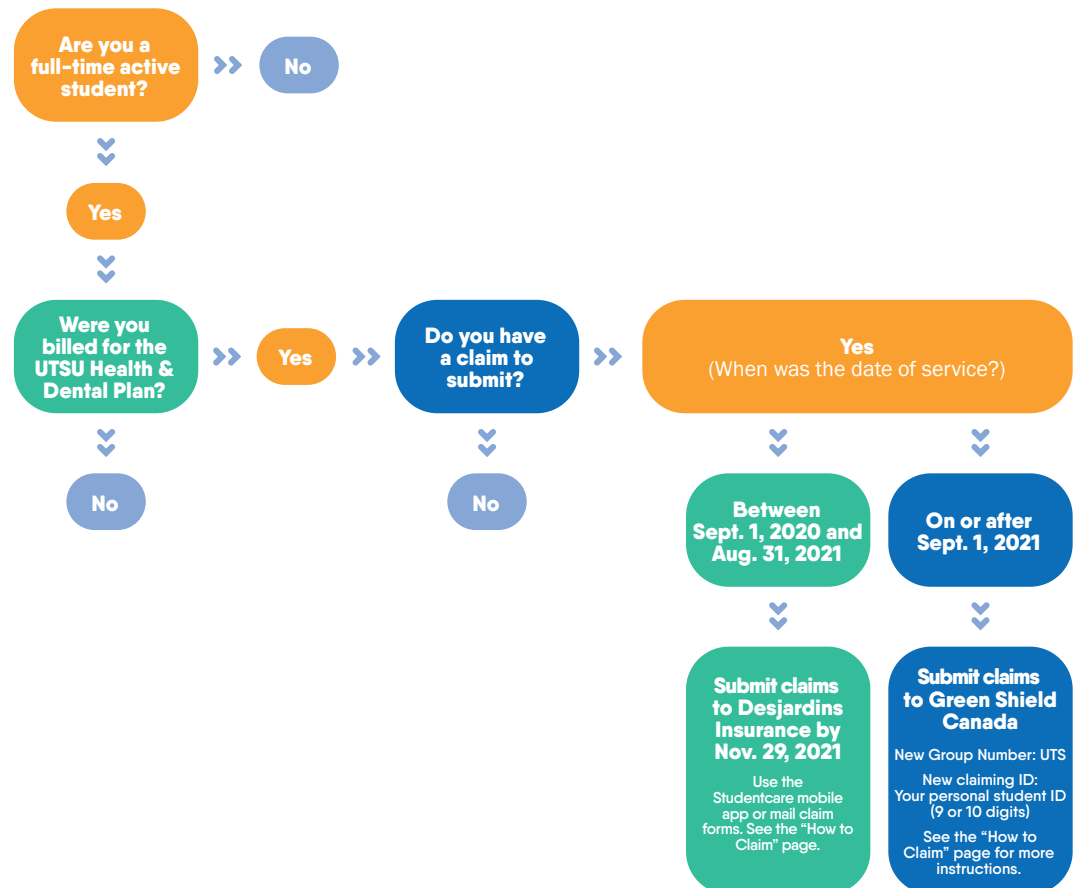 Are you a
full-time active
student?
No
Yes
Were you
billed for the
UTSU Health &
Dental Plan?
Yes
Do you have
a claim to
submit?
Yes
(When was the date of service?)
No
No
Between
Sept. 1, 2020 and
Aug. 31, 2021
On or after
Sept. 1, 2021
Submit claims
to Desjardins
Insurance by
Nov. 29, 2021
Use the
Studentcare mobile
app or mail claim
forms. See the “How to
Claim” page.
Submit claims
to Green Shield
Canada
New Group Number: UTS
New claiming ID:
Your personal student ID
(9 or 10 digits)
See the “How to
Claim” page for more
instructions.